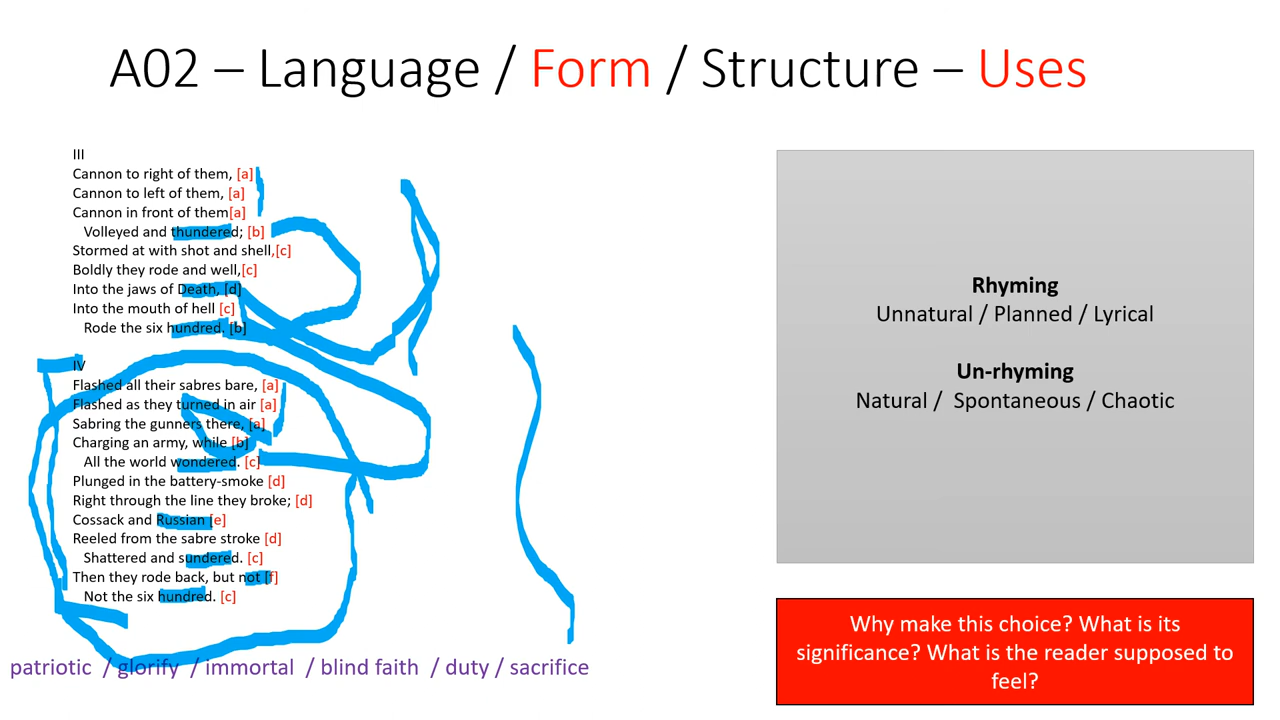 A02 – Language / Form / Structure – Uses
III
Cannon to right of them, [a]
Cannon to left of them, [a]
Cannon in front of them[a]
Volleyed and thundered; [b]
Stormed at with shot and shell,[c]
Boldly they rode and well,[c]
Into the jaws of Death, [d]
Into the mouth of hell [c]
Rode the six hundred. [b]
IV
Flashed all their sabres bare, [a]
Flashed as they turned in air [a]
Sabring the gunners there, [a]
Charging an army, while [b]
All the world wondered. [c]
Plunged in the battery-smoke [d]
Right through the line they broke; [d]
Cossack and Russian [e]
Reeled from the sabre stroke [d]
Shattered and sundered. [c]
Then they rode back, but not [f]
Not the six hundred. [c]
patriotic / glorify / immortal / blind faith / duty / sacrifice
Rhyming
Unnatural / Planned / Lyrical
Un-rhyming
Natural / Spontaneous / Chaotic
Why make this choice? What is its
significance? What is the reader supposed to
feel?